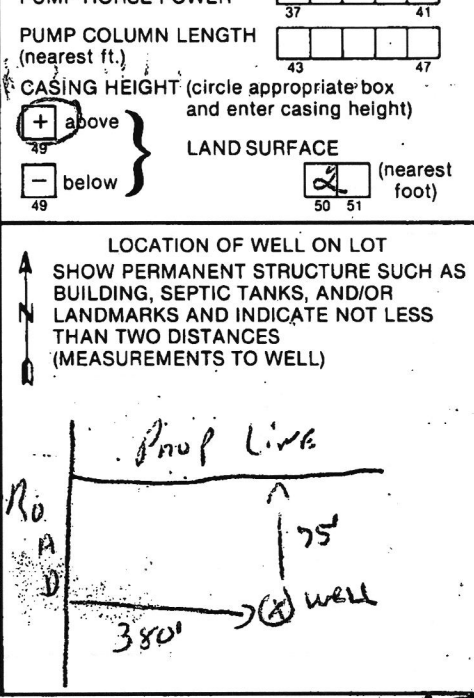 PUMP HORSE POWER
37 41
PUMP COLUMN LENGTH
(nearest ft.)
43 47
CASING HEIGHT (circle appropriate box
and enter casing height)
+ above
49
LAND SURFACE
- below
49
2 (nearest
foot)
50 51
LOCATION OF WELL ON LOT
SHOW PERMANENT STRUCTURE SUCH AS
BUILDING, SEPTIC TANKS, AND/OR
N LANDMARKS AND INDICATE NOT LESS
THAN TWO DISTANCES
(MEASUREMENTS TO WELL)
Prop Line
ROAD
75'
X well
380'